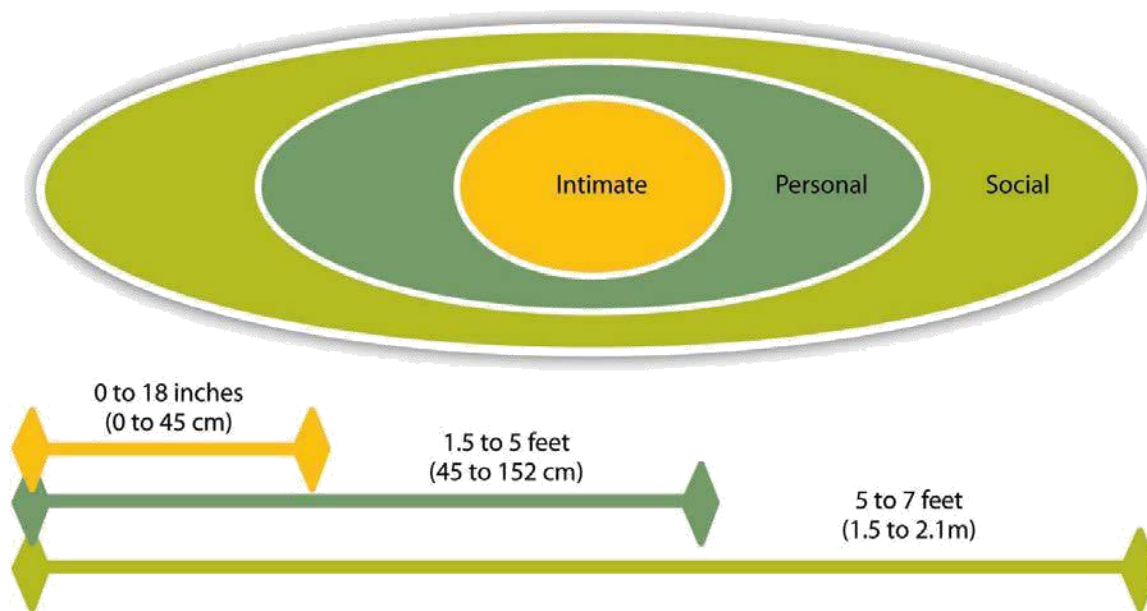 Intimate
Personal
Social
0 to 18 inches
(0 to 45 cm)
1.5 to 5 feet
(45 to 152 cm)
5 to 7 feet
(1.5 to 2.1m)